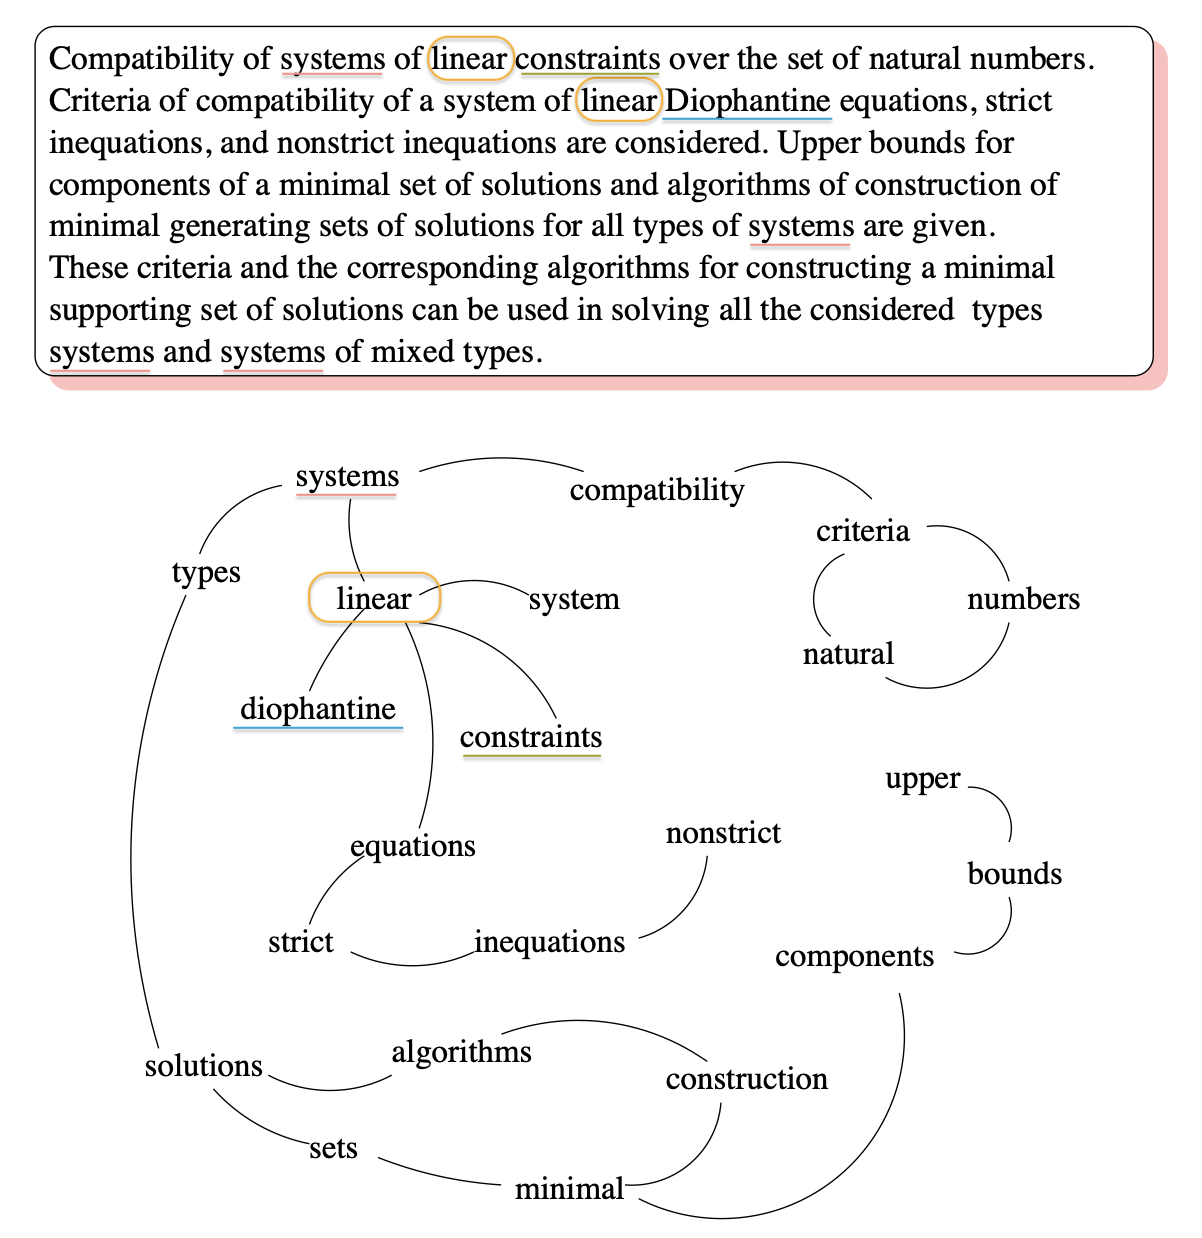 Compatibility of systems of linear constraints over the set of natural numbers.
Criteria of compatibility of a system of linear Diophantine equations, strict
inequations, and nonstrict inequations are considered. Upper bounds for
components of a minimal set of solutions and algorithms of construction of
minimal generating sets of solutions for all types of systems are given.
These criteria and the corresponding algorithms for constructing a minimal
supporting set of solutions can be used in solving all the considered types
systems and systems of mixed types.
systems
compatibility
criteria
types
linear
system
numbers
natural
diophantine
constraints
upper
nonstrict
equations
bounds
strict
inequations
components
algorithms
solutions
construction
sets
minimal